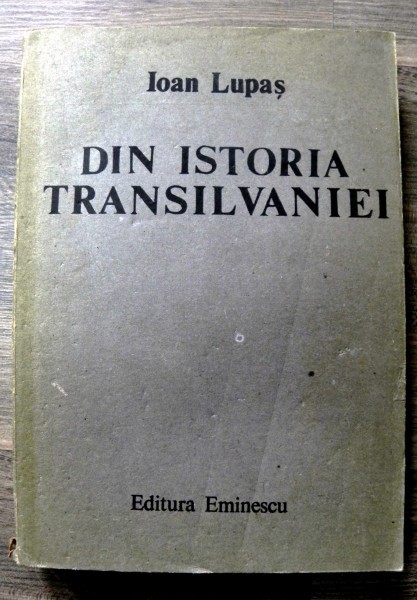 Ioan Lupaș
DIN ISTORIA
TRANSILVANIEI
Editura Eminescu